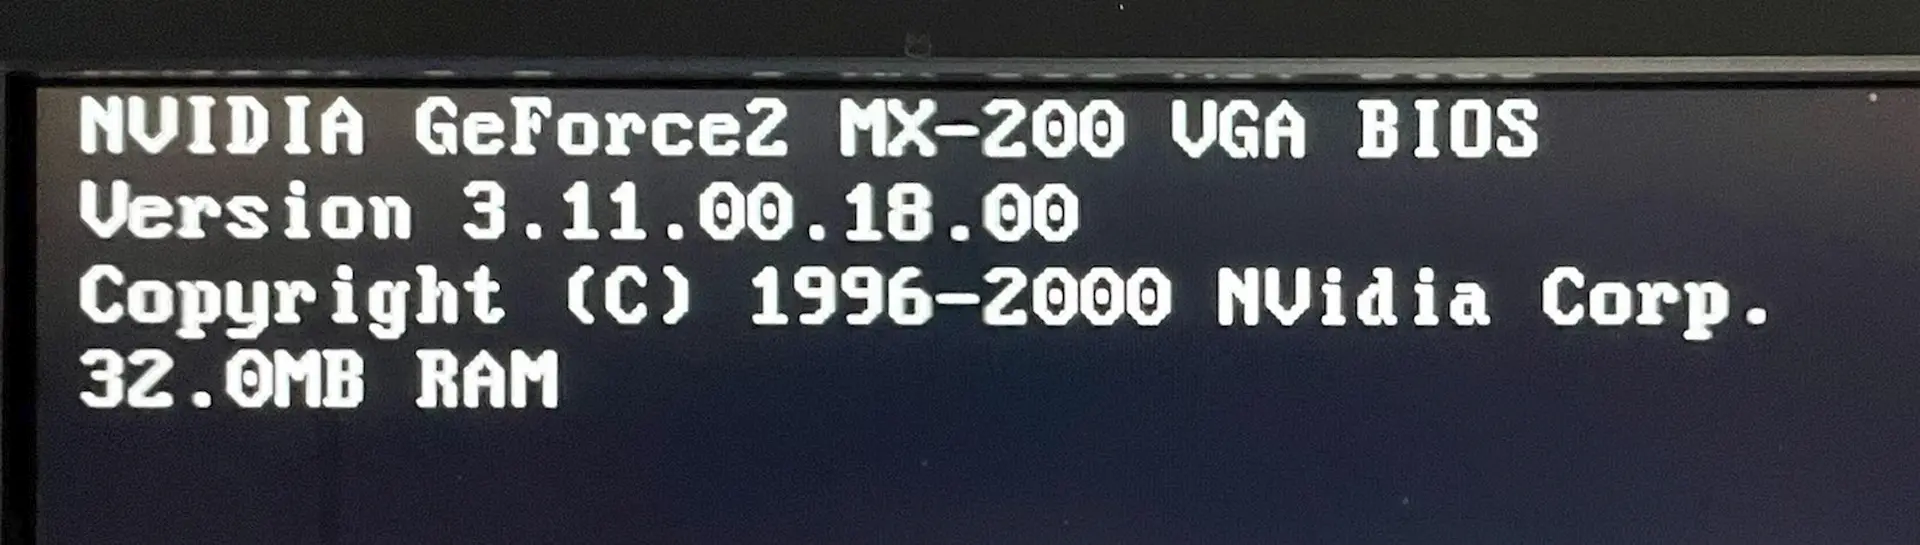 NVIDIA GeForce2 MX-200 VGA BIOS
Version 3.11.00.18.00
Copyright (C) 1996-2000 NVidia Corp.
32.0MB RAM